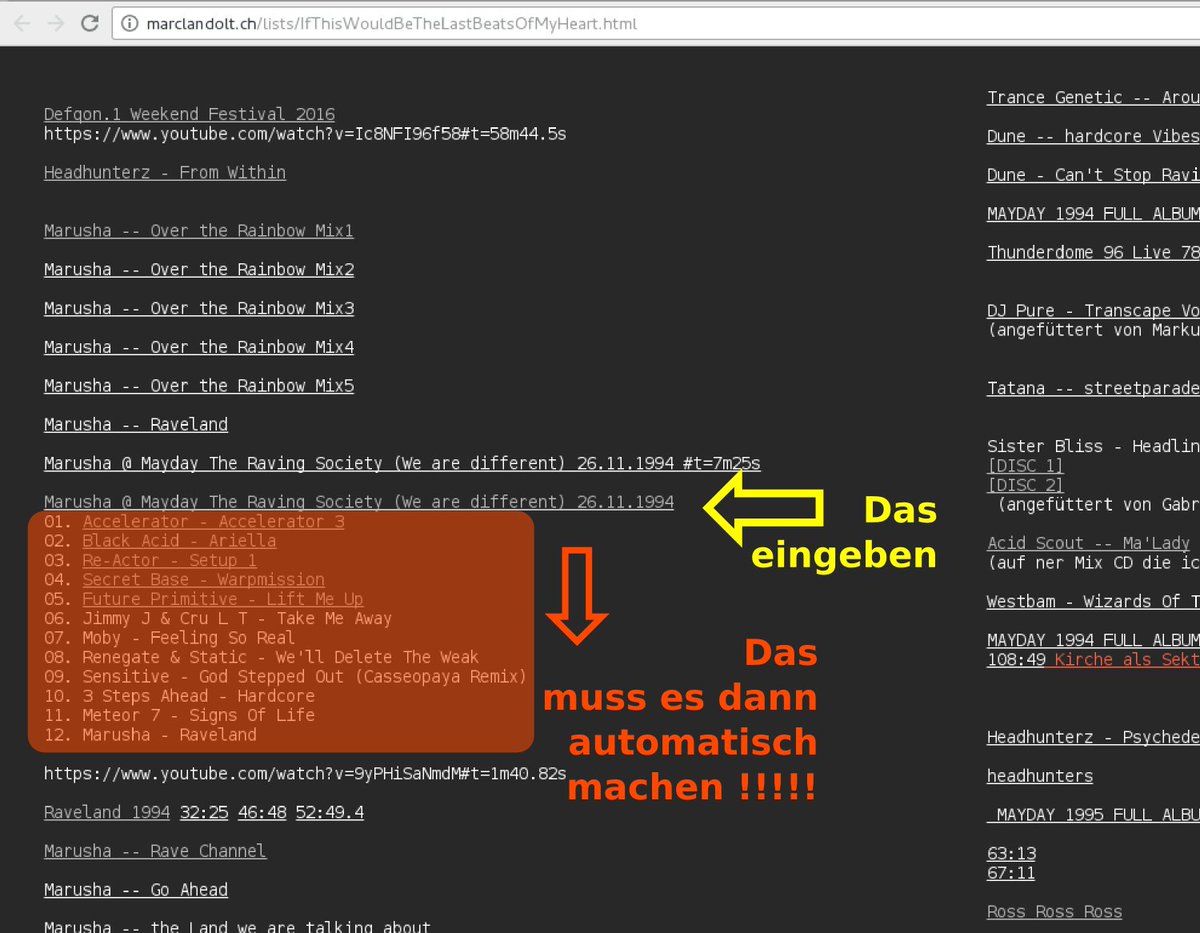 marclandolt.ch/lists/IfThisWouldBeTheLastBeatsOfMyHeart.html
Defqon.1 Weekend Festival 2016
https://www.youtube.com/watch?v=Ic8NFI96f58#t=58m44.5s
Headhunterz - From Within
Marusha -- Over the Rainbow Mix1
Marusha -- Over the Rainbow Mix2
Marusha -- Over the Rainbow Mix3
Marusha -- Over the Rainbow Mix4
Marusha -- Over the Rainbow Mix5
Marusha -- Raveland
Marusha @ Mayday The Raving Society (We are different) 26.11.1994 #t=7m25s
Marusha @ Mayday The Raving Society (We are different) 26.11.1994
01. Accelerator - Accelerator 3
02. Black Acid - Ariella
03. Re-Actor - Setup 1
04. Secret Base - Warpmission
05. Future Primitive - Lift Me Up
06. Jimmy J & Cru L T - Take Me Away
07. Moby - Feeling So Real
08. Renegate & Static - We'll Delete The Weak
09. Sensitive - God Stepped Out (Casseopaya Remix)
10. 3 Steps Ahead - Hardcore
11. Meteor 7 - Signs Of Life
12. Marusha - Raveland
https://www.youtube.com/watch?v=9yPHiSaNmdM#t=1m40.82s
Raveland 1994 32:25 46:48 52:49.4
Marusha -- Rave Channel
Marusha -- Go Ahead
Marusha -- the Land we are talking about
Das
eingeben
Das
muss es dann
automatisch
machen !!!!!
Trance Genetic -- Arou
Dune -- hardcore Vibes
Dune - Can't Stop Ravi
MAYDAY 1994 FULL ALBUM
Thunderdome 96 Live 78
DJ Pure - Transcape Vo
(angefüttert von Marku
Tatana -- streetparade
Sister Bliss - Headlin
[DISC 1]
[DISC 2]
(angefüttert von Gabr
Acid Scout -- Ma'Lady
(auf ner Mix CD die ic
Westbam - Wizards Of T
MAYDAY 1994 FULL ALBUM
108:49 Kirche als Sekt
Headhunterz - Psychede
headhunters
MAYDAY 1995 FULL ALBU
63:13
67:11
Ross Ross Ross